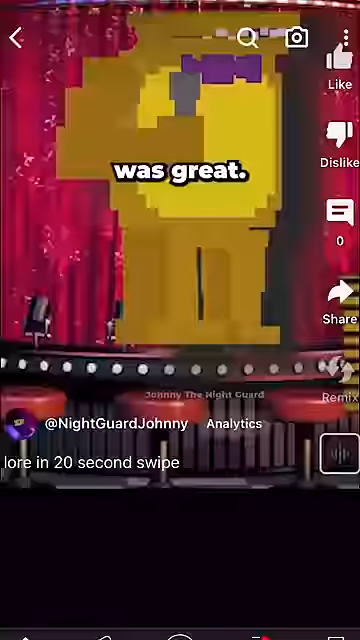 Like
was great.
Dislike
0
Share
Johnny The Night Guard
Remix
@NightGuardJohnny Analytics
lore in 20 second swipe